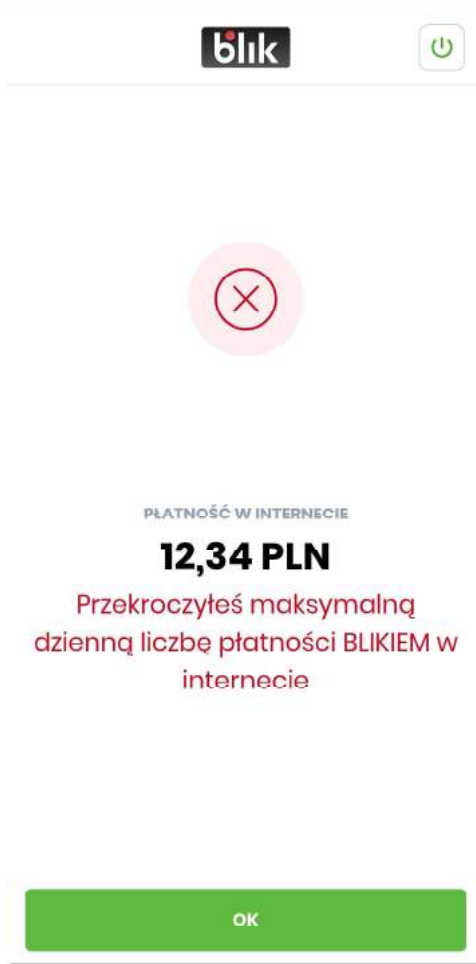 blik
PŁATNOŚĆ W INTERNECIE
12,34 PLN
Przekroczyłeś maksymalną
dzienną liczbę płatności BLIKIEM w
internecie
OK